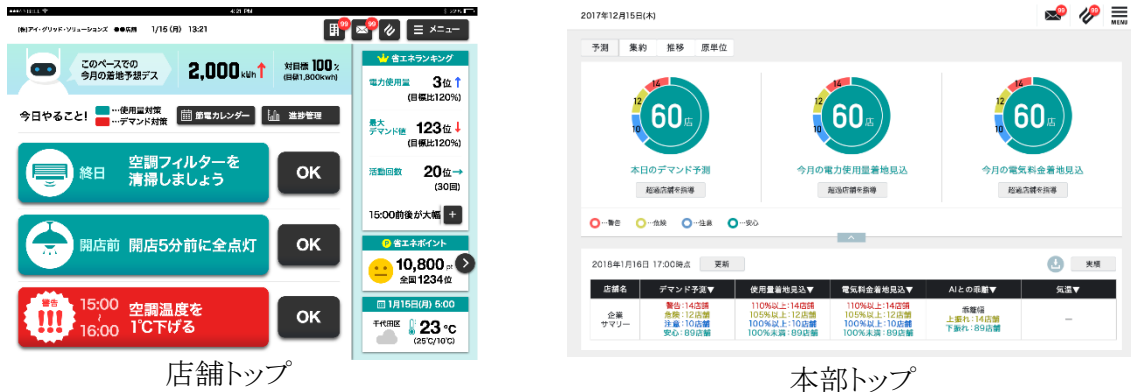 4:21 PM
22%
(株)アイ・グリッド・ソリューションズ ●●店用 1/15 (月) 13:21
99
99
メニュー
このペースでの
今月の着地予想デス
2,000 kWh↑
対目標 100%
(目標1,800kwh)
今日やること!
…使用量対策
…デマンド対策
節電カレンダー
進捗管理
終日
空調フィルターを
清掃しましょう
OK
開店前
開店5分前に全点灯
OK
警告
!!!
15:00
~
16:00
空調温度を
1℃下げる
OK
省エネランキング
電力使用量 3位↑
(目標比120%)
最大
デマンド値 123位↓
(目標比120%)
活動回数 20位→
(30回)
15:00前後が大幅 +
P 省エネポイント
10,800 pt
全国1234位
1月15日(月) 5:00
千代田区
23℃
(25℃/10℃)
店舗トップ
2017年12月15日(木)
99
99
MENU
予測 集約 推移 原単位
14
12
10
60店
本日のデマンド予測
超過店舗を指導
14
12
10
60店
今月の電力使用量着地見込
超過店舗を指導
14
12
10
60店
今月の電気料金着地見込
超過店舗を指導
…警告 …危険 …注意 …安心
2018年1月16日 17:00時点 更新
実績
店舗名 デマンド予測▼ 使用量着地見込▼ 電気料金着地見込▼ AIとの乖離▼ 気温▼
企業
サマリー
警告:14店舗
危険:12店舗
注意:10店舗
安心:89店舗
110%以上:14店舗
105%以上:12店舗
100%以上:10店舗
100%未満:89店舗
110%以上:14店舗
105%以上:12店舗
100%以上:10店舗
100%未満:89店舗
乖離幅
上振れ:14店舗
下振れ:89店舗
－
本部トップ